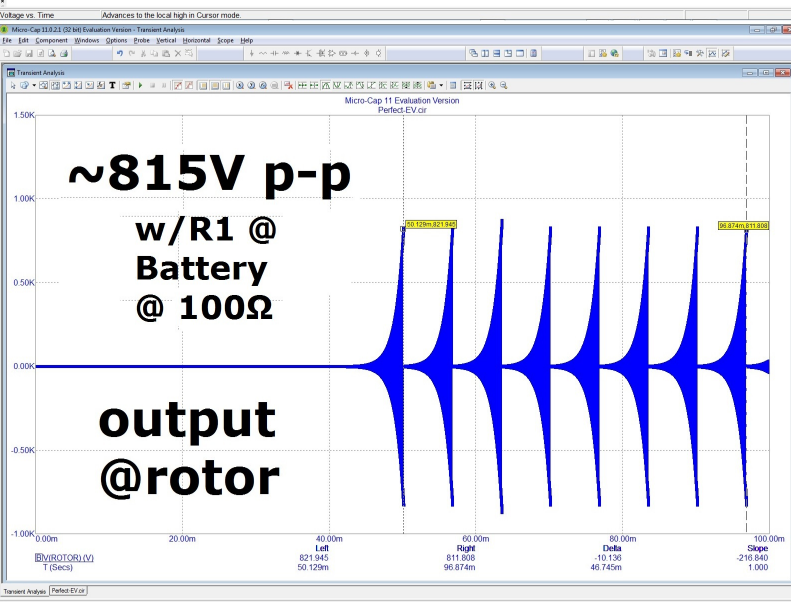 Voltage vs. Time
Advances to the local high in Cursor mode.
Micro-Cap 11.0.2.1 (32 bit) Evaluation Version - Transient Analysis
File Edit Component Windows Options Probe Vertical Horizontal Scope Help
Transient Analysis
Micro-Cap 11 Evaluation Version
Perfect-EV.cir
1.50K
~815V p-p
1.00K
w/R1 @
50.129m,821.945
96.874m,811.808
Battery
0.50K
@ 100Ω
0.00K
output
-0.50K
@rotor
-1.00K
0.00m 20.00m 40.00m 60.00m 80.00m 100.00m
Left Right Delta Slope
V(ROTOR) (V) 821.945 811.808 -10.136 -216.840
T (Secs) 50.129m 96.874m 46.745m 1.000
Transient Analysis Perfect-EV.cir